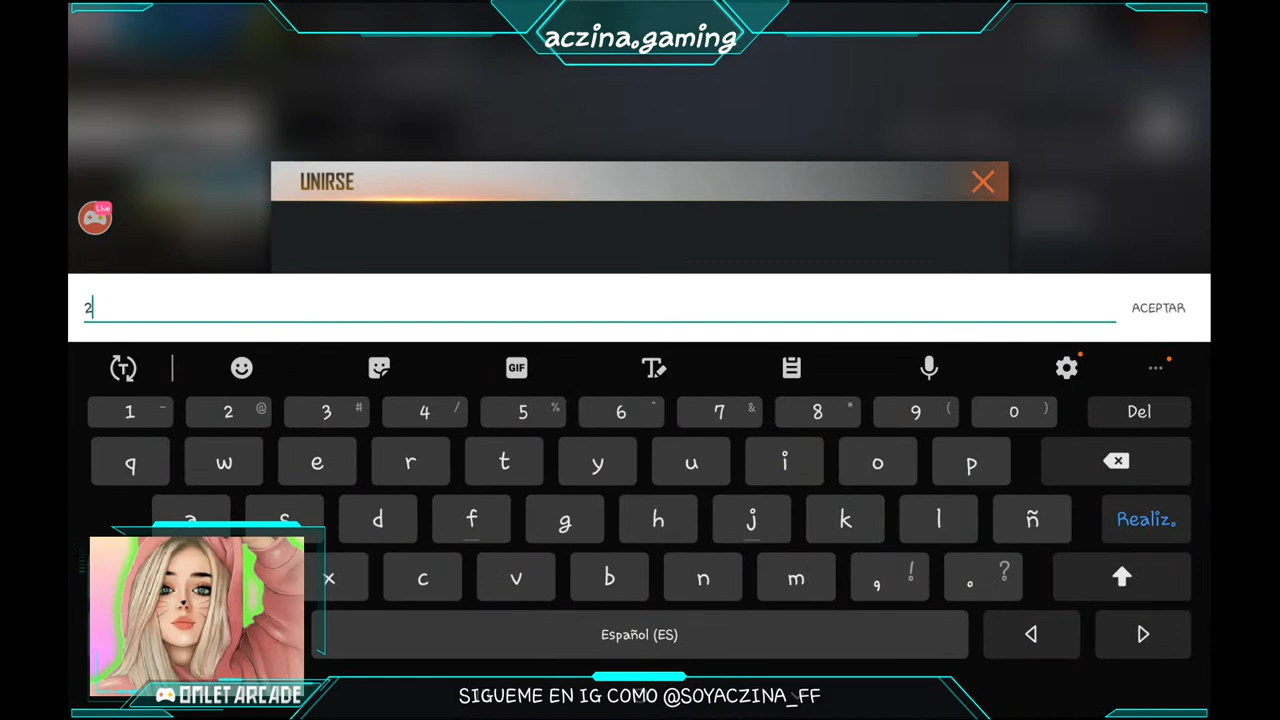 aczina.gaming
UNIRSE
Live
2
ACEPTAR
T GIF T ...
1 - 2 @ 3 # 4 / 5 % 6 ^ 7 & 8 * 9 ( 0 ) Del
q w e r t y u i o p
a s d f g h j k l ñ Realiz.
x c v b n m , ! . ?
Español (ES)
OMLET ARCADE
SIGUEME EN IG COMO @SOYACZINA_FF